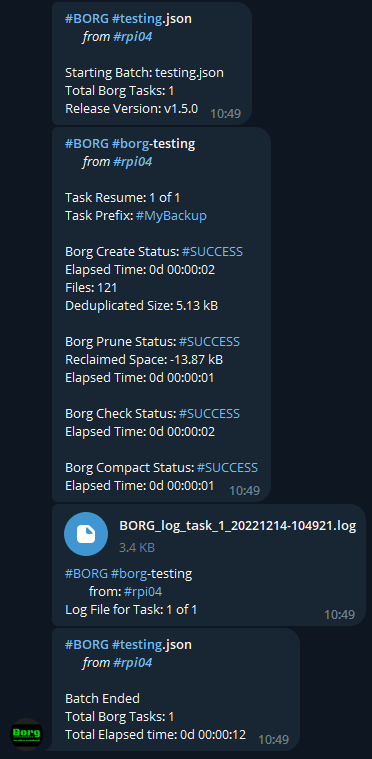 #BORG #testing.json
from #rpi04
Starting Batch: testing.json
Total Borg Tasks: 1
Release Version: v1.5.0
10:49
#BORG #borg-testing
from #rpi04
Task Resume: 1 of 1
Task Prefix: #MyBackup
Borg Create Status: #SUCCESS
Elapsed Time: 0d 00:00:02
Files: 121
Deduplicated Size: 5.13 kB
Borg Prune Status: #SUCCESS
Reclaimed Space: -13.87 kB
Elapsed Time: 0d 00:00:01
Borg Check Status: #SUCCESS
Elapsed Time: 0d 00:00:02
Borg Compact Status: #SUCCESS
Elapsed Time: 0d 00:00:01
10:49
BORG_log_task_1_20221214-104921.log
3.4 KB
#BORG #borg-testing
from: #rpi04
Log File for Task: 1 of 1
10:49
#BORG #testing.json
from #rpi04
Batch Ended
Total Borg Tasks: 1
Total Elapsed time: 0d 00:00:12
10:49
Borg